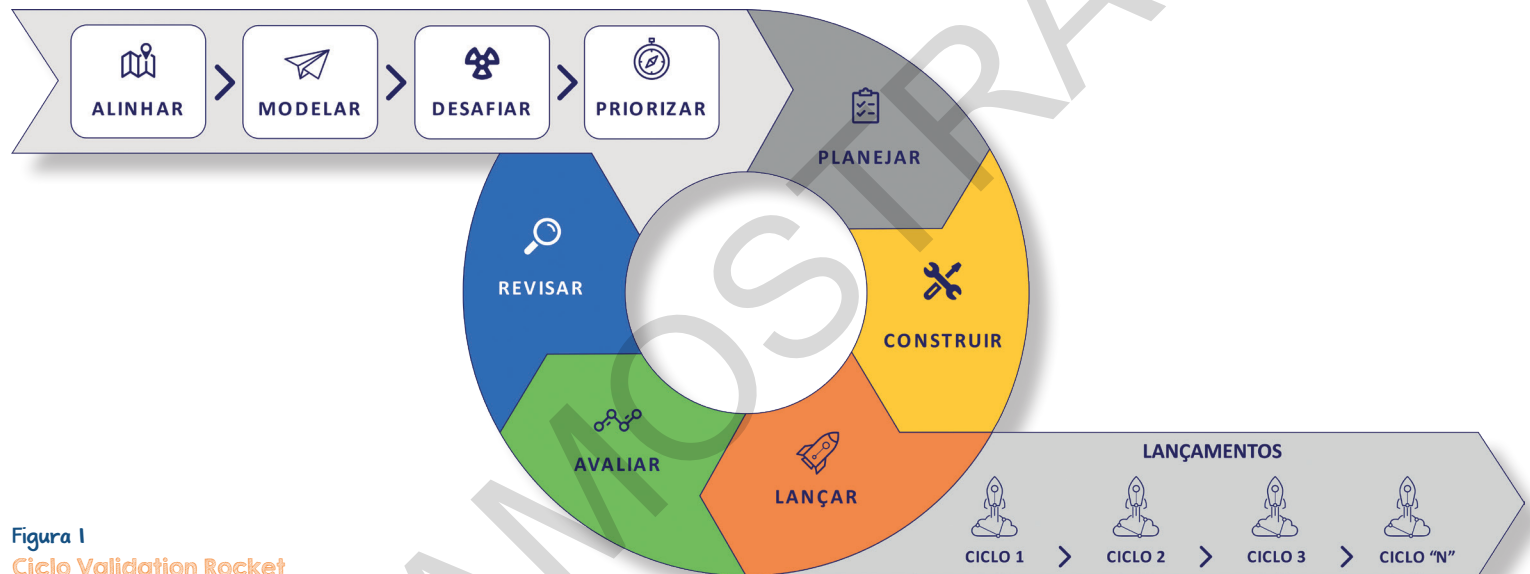 ALINHAR > MODELAR > DESAFIAR > PRIORIZAR
PLANEJAR
CONSTRUIR
LANÇAR
AVALIAR
REVISAR
LANÇAMENTOS
CICLO 1 > CICLO 2 > CICLO 3 > CICLO “N”
Figura 1
Ciclo Validation Rocket